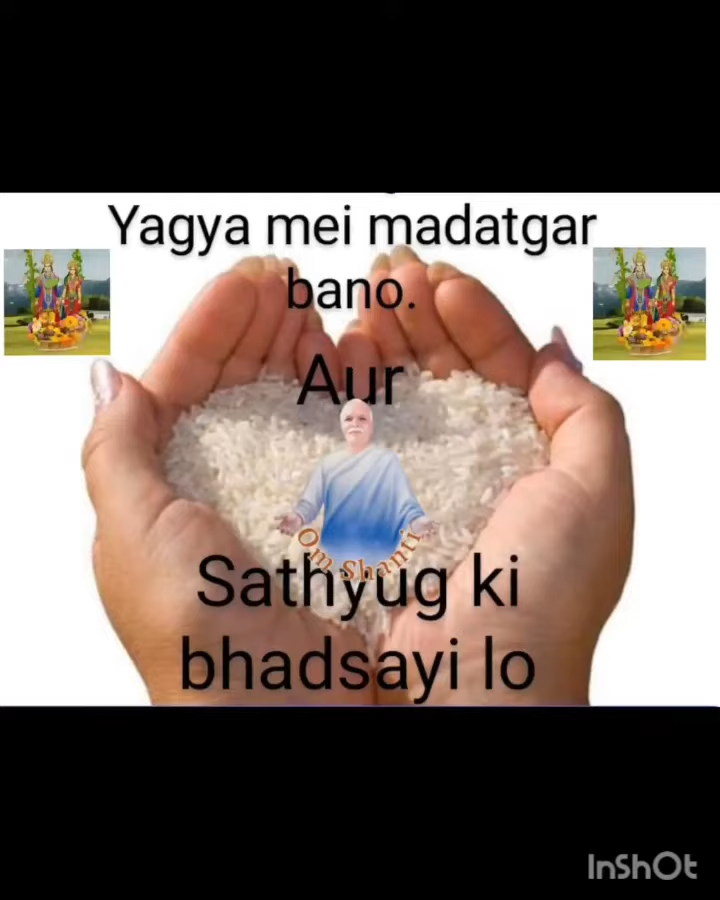 Yagya mei madatgar
bano.
Aur
Om Shanti
Sathyug ki
bhadsayi lo
InShOt